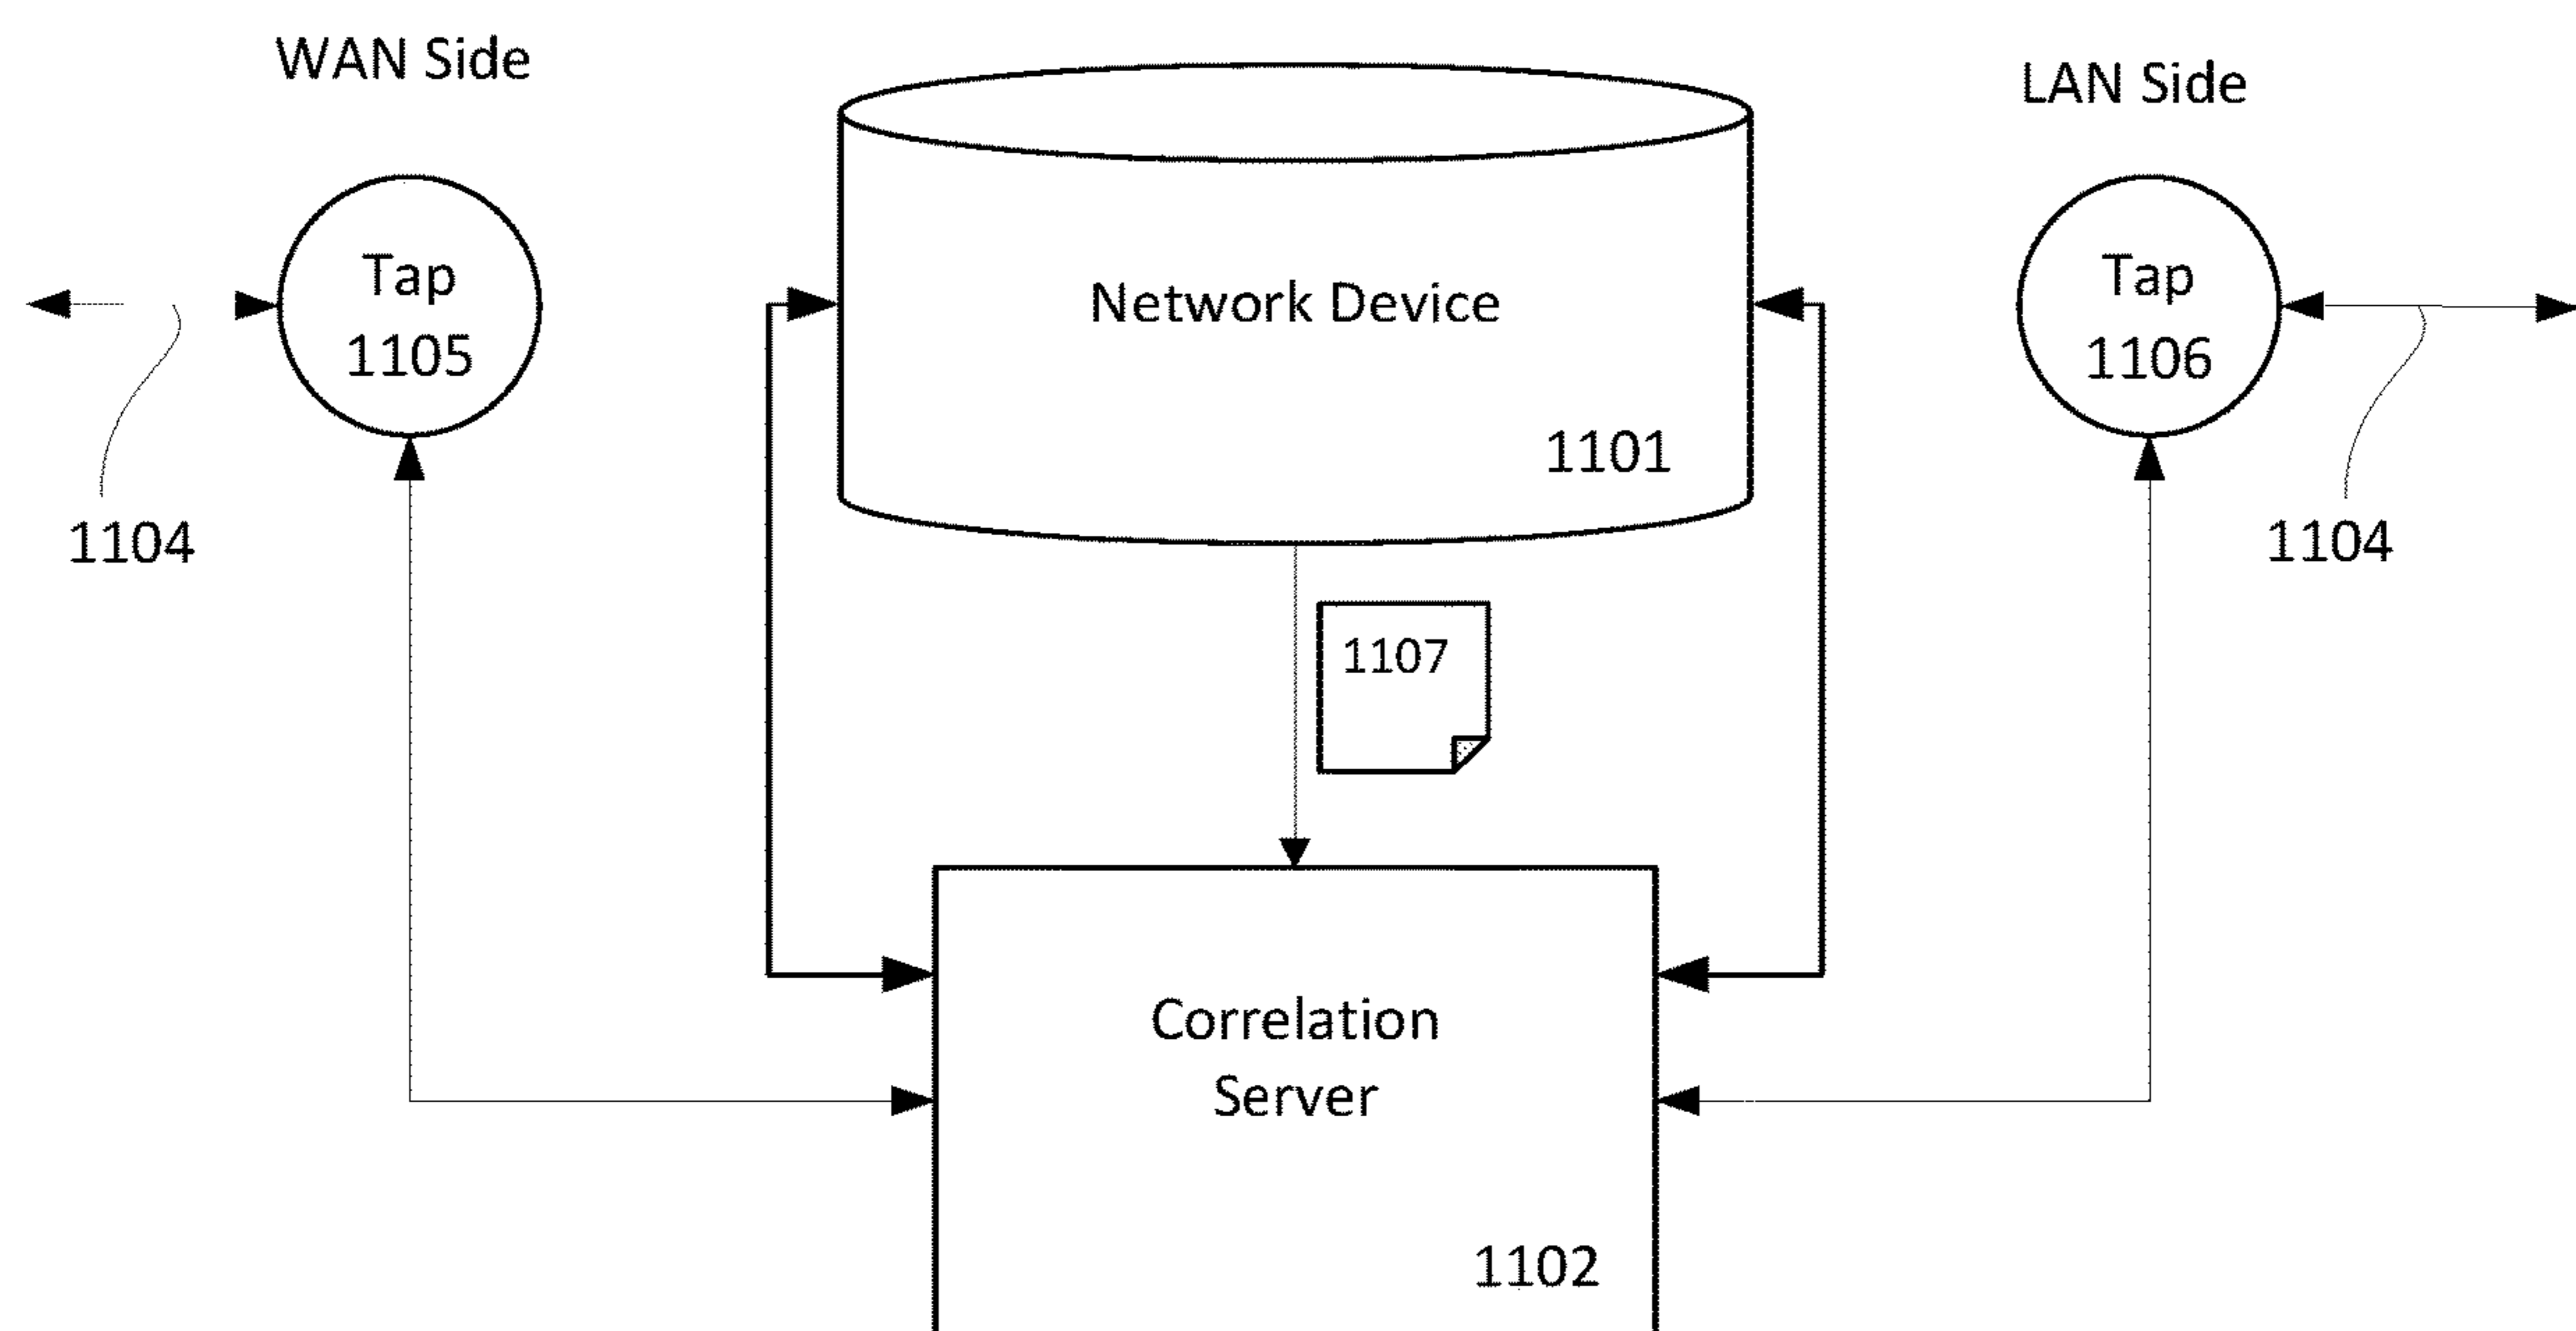 WAN Side
LAN Side
Tap
1105
Network Device
1101
Tap
1106
1104
1104
1107
Correlation
Server
1102